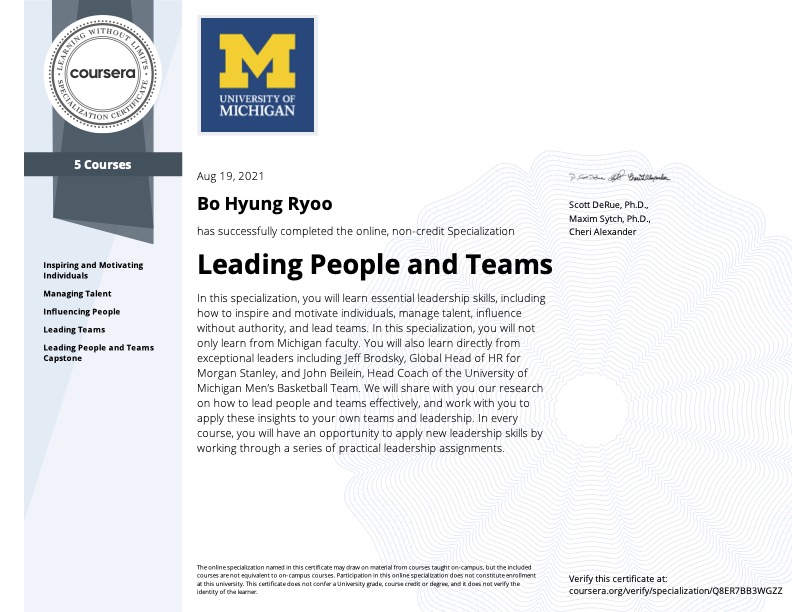 LEARNING WITHOUT LIMITS
coursera
SPECIALIZATION CERTIFICATE
M
UNIVERSITY OF
MICHIGAN
5 Courses
Inspiring and Motivating
Individuals
Managing Talent
Influencing People
Leading Teams
Leading People and Teams
Capstone
Aug 19, 2021
Bo Hyung Ryoo
has successfully completed the online, non-credit Specialization
Leading People and Teams
In this specialization, you will learn essential leadership skills, including
how to inspire and motivate individuals, manage talent, influence
without authority, and lead teams. In this specialization, you will not
only learn from Michigan faculty. You will also learn directly from
exceptional leaders including Jeff Brodsky, Global Head of HR for
Morgan Stanley, and John Beilein, Head Coach of the University of
Michigan Men’s Basketball Team. We will share with you our research
on how to lead people and teams effectively, and work with you to
apply these insights to your own teams and leadership. In every
course, you will have an opportunity to apply new leadership skills by
working through a series of practical leadership assignments.
Scott DeRue, Ph.D.,
Maxim Sytch, Ph.D.,
Cheri Alexander
The online specialization named in this certificate may draw on material from courses taught on-campus, but the included
courses are not equivalent to on-campus courses. Participation in this online specialization does not constitute enrollment
at this university. This certificate does not confer a University grade, course credit or degree, and it does not verify the
identity of the learner.
Verify this certificate at:
coursera.org/verify/specialization/Q8ER7BB3WGZZ